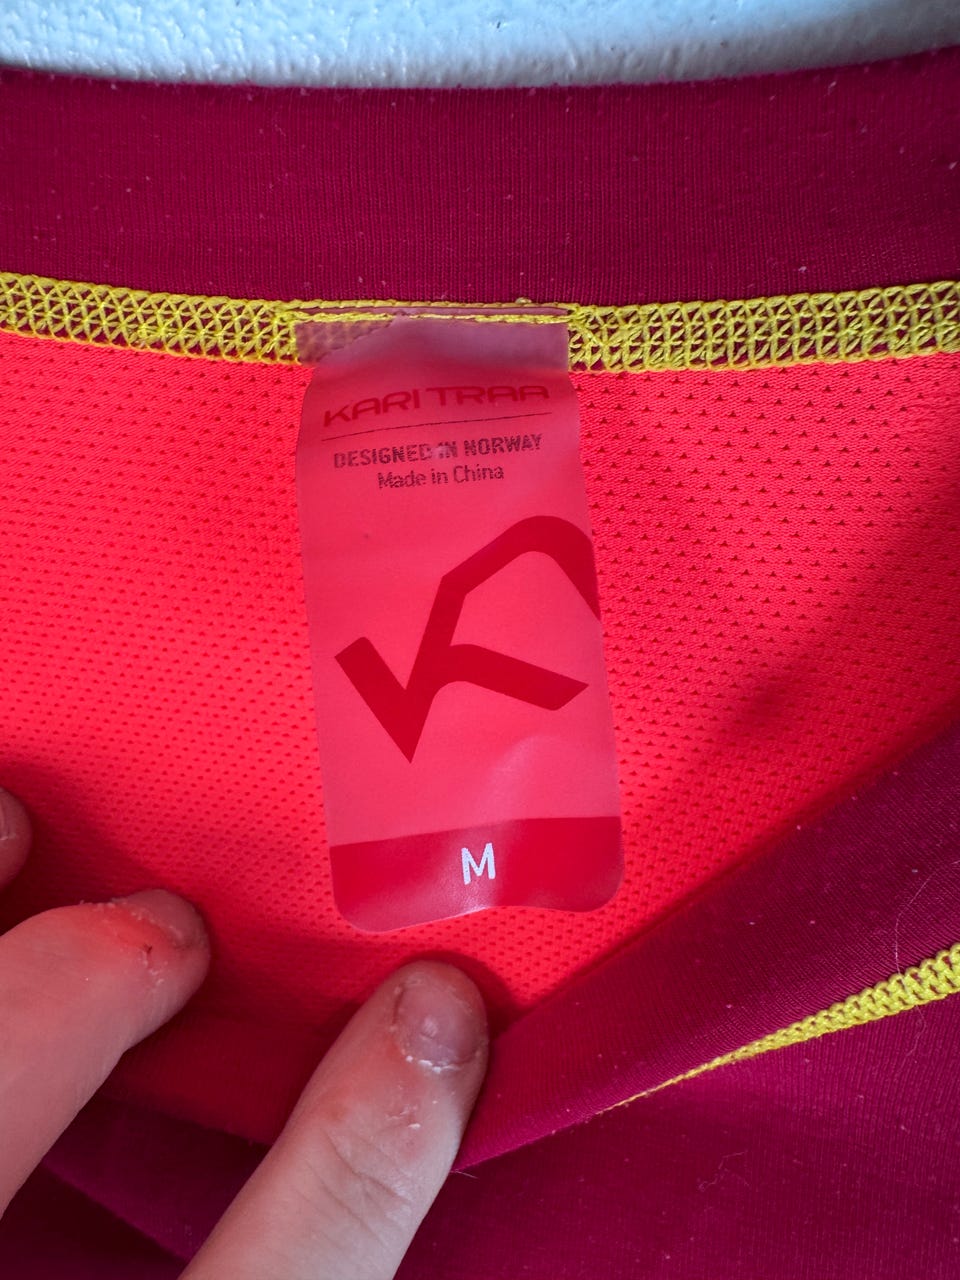 KARI TRAA
DESIGNED IN NORWAY
Made in China
M